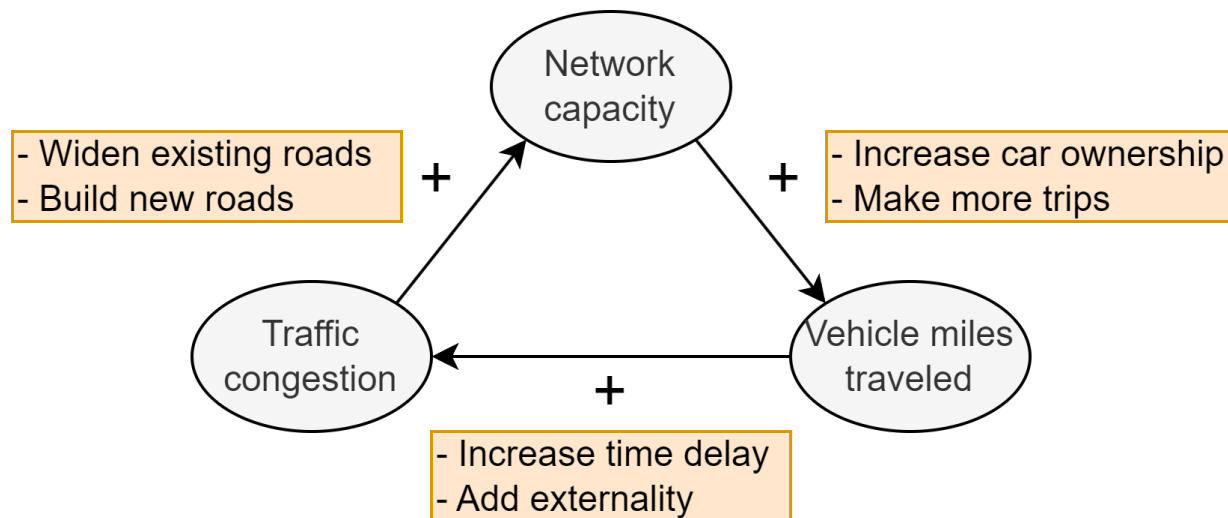 Network
capacity
- Widen existing roads
- Build new roads
+
+
- Increase car ownership
- Make more trips
Traffic
congestion
Vehicle miles
traveled
+
- Increase time delay
- Add externality